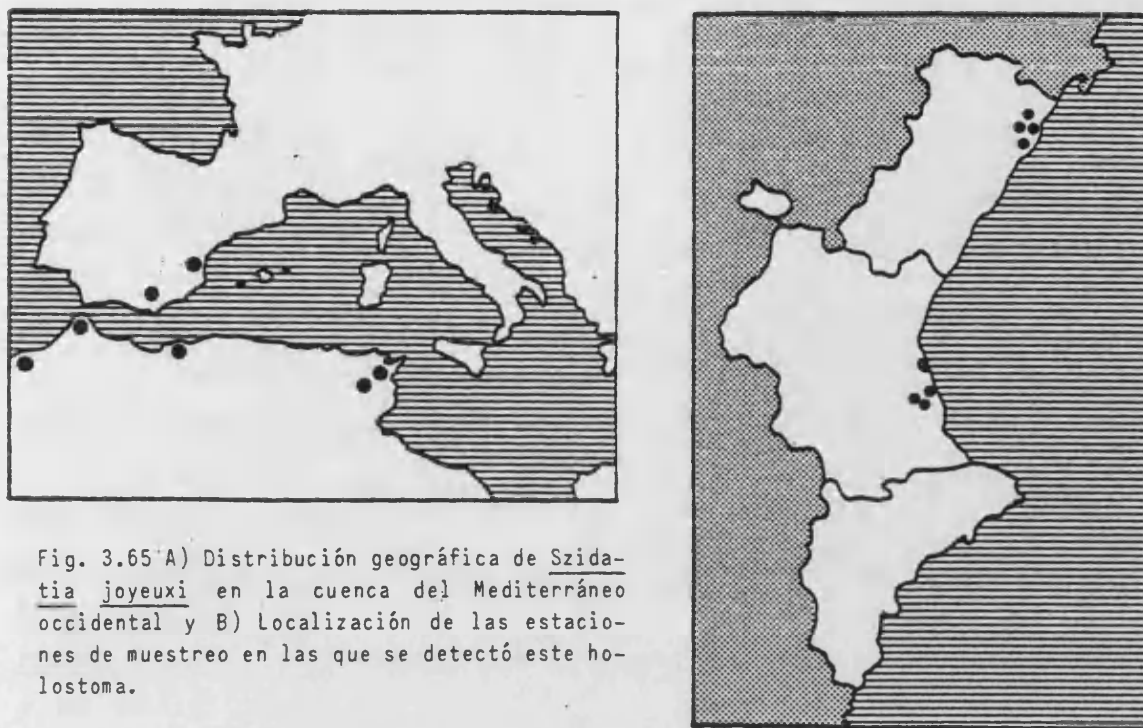 Fig. 3.65 A) Distribución geográfica de Szida-
tia joyeuxi en la cuenca del Mediterráneo
occidental y B) Localización de las estacio-
nes de muestreo en las que se detectó este ho-
lostoma.